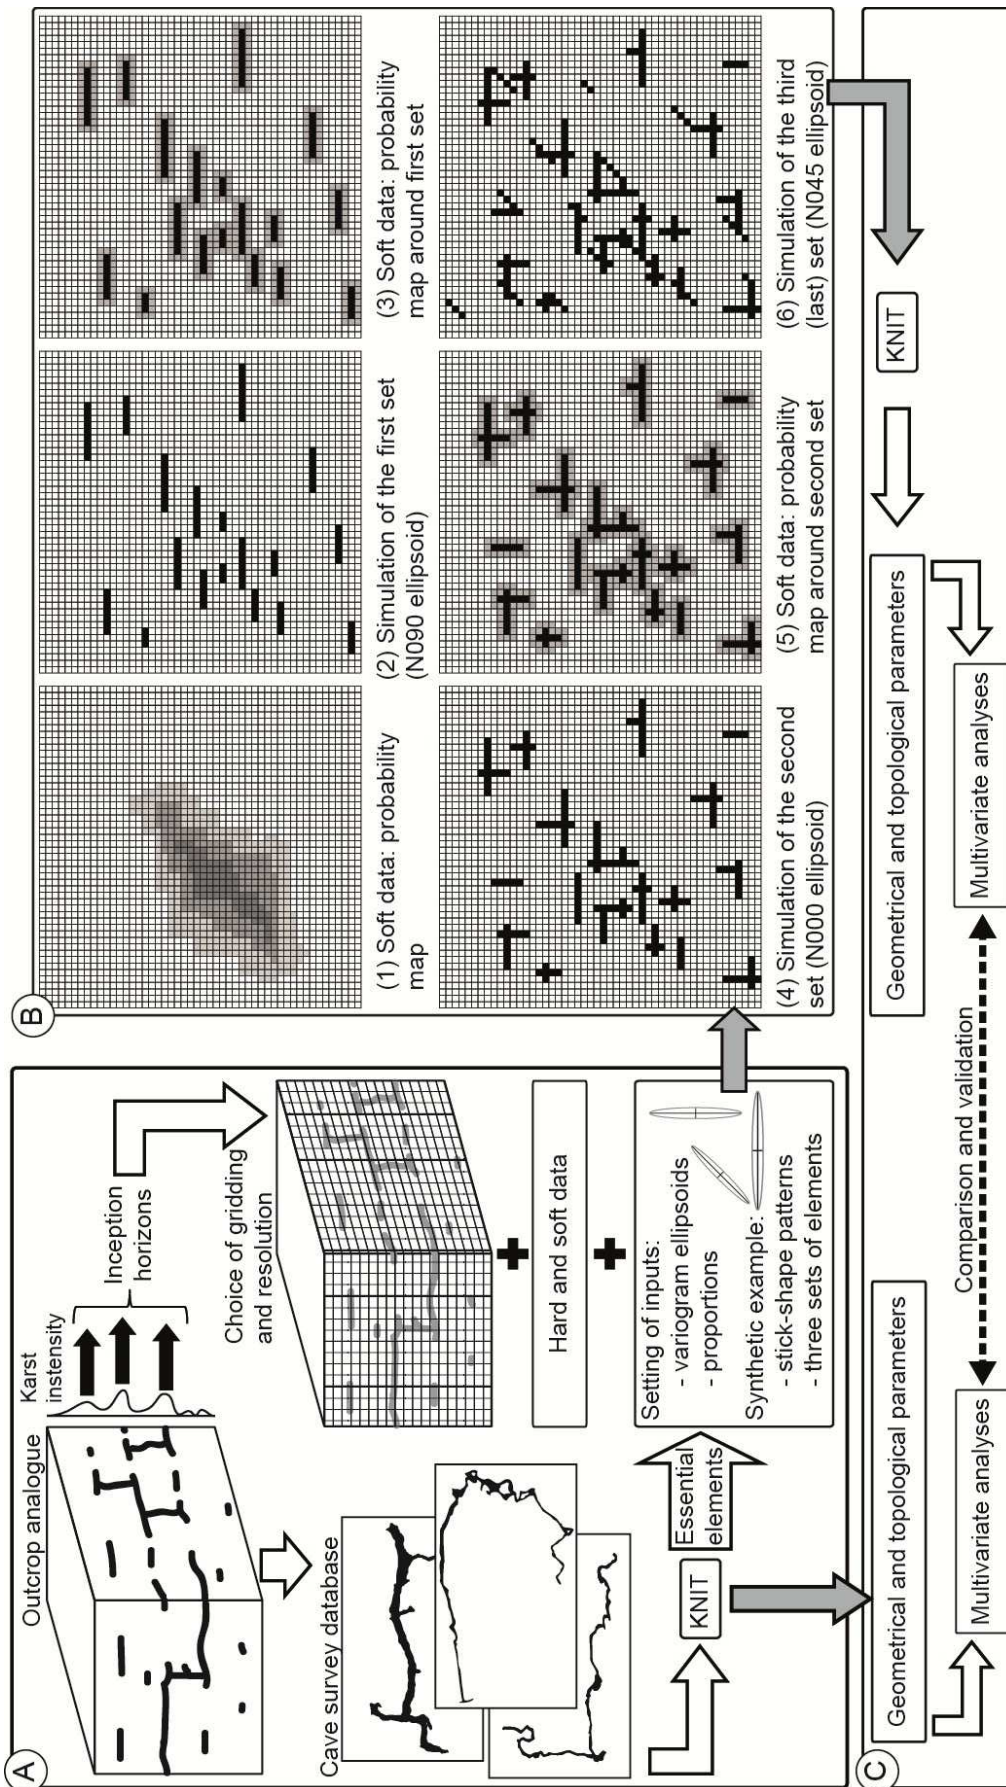 A
Outcrop analogue
Karst
instensity
Inception
horizons
Choice of gridding
and resolution
Cave survey database
Hard and soft data
KNIT
Essential
elements
Setting of inputs:
- variogram ellipsoids
- proportions
Synthetic example:
- stick-shape patterns
- three sets of elements
B
(1) Soft data: probability
map
(2) Simulation of the first set
(N090 ellipsoid)
(3) Soft data: probability
map around first set
(4) Simulation of the second
set (N000 ellipsoid)
(5) Soft data: probability
map around second set
(6) Simulation of the third
(last) set (N045 ellipsoid)
C
Geometrical and topological parameters
Multivariate analyses
Comparison and validation
KNIT
Geometrical and topological parameters
Multivariate analyses